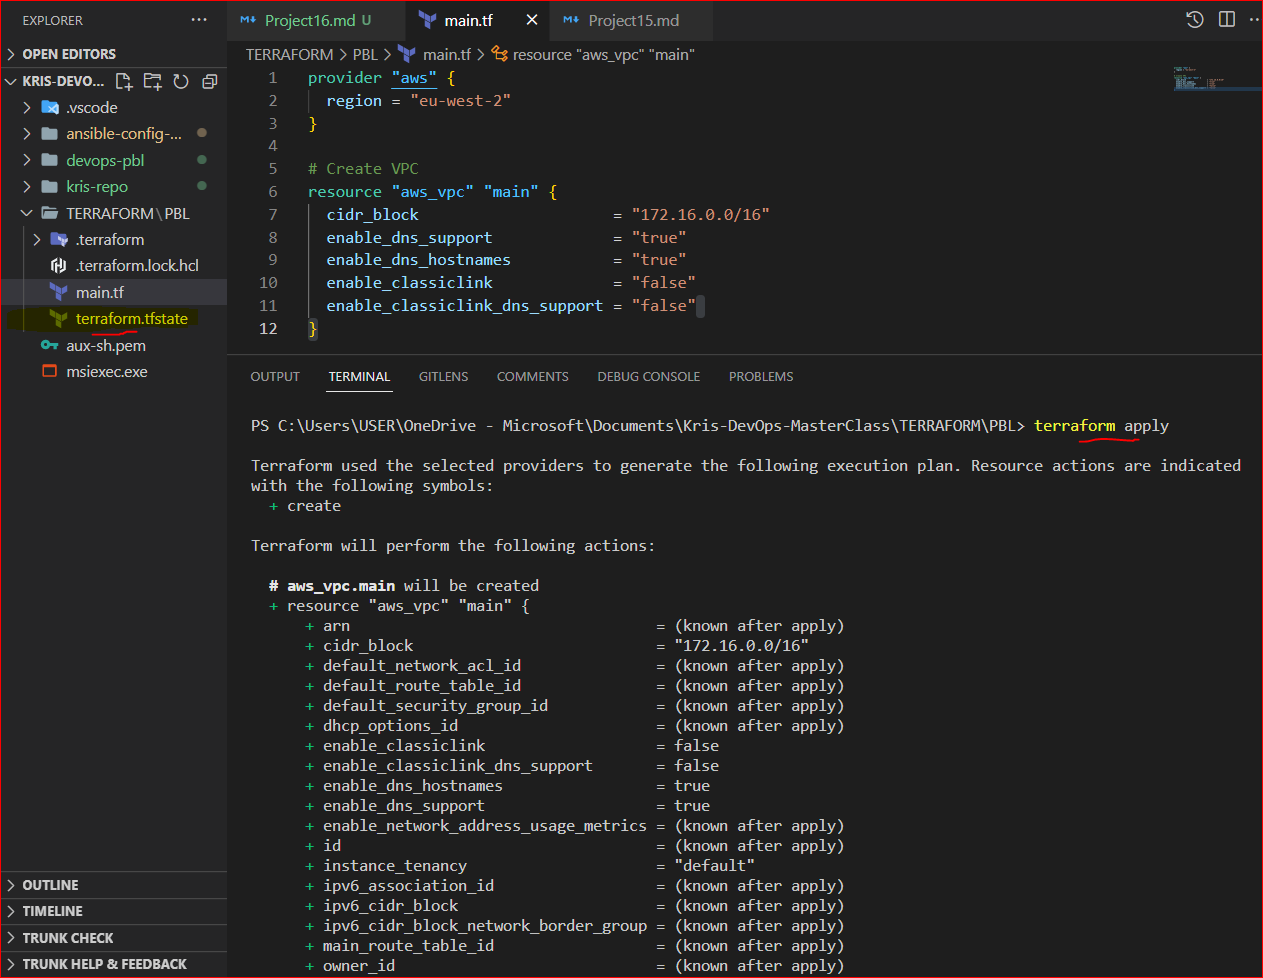 EXPLORER
OPEN EDITORS
KRIS-DEVO...
.vscode
ansible-config-...
devops-pbl
kris-repo
TERRAFORM\PBL
.terraform
.terraform.lock.hcl
main.tf
terraform.tfstate
aux-sh.pem
msiexec.exe
OUTLINE
TIMELINE
TRUNK CHECK
TRUNK HELP & FEEDBACK
Project16.md U
main.tf
Project15.md
TERRAFORM > PBL > main.tf > resource "aws_vpc" "main"
1 provider "aws" {
2 region = "eu-west-2"
3 }
4
5 # Create VPC
6 resource "aws_vpc" "main" {
7 cidr_block = "172.16.0.0/16"
8 enable_dns_support = "true"
9 enable_dns_hostnames = "true"
10 enable_classiclink = "false"
11 enable_classiclink_dns_support = "false"
12 }
OUTPUT TERMINAL GITLENS COMMENTS DEBUG CONSOLE PROBLEMS
PS C:\Users\USER\OneDrive - Microsoft\Documents\Kris-DevOps-MasterClass\TERRAFORM\PBL> terraform apply
Terraform used the selected providers to generate the following execution plan. Resource actions are indicated
with the following symbols:
+ create
Terraform will perform the following actions:
# aws_vpc.main will be created
+ resource "aws_vpc" "main" {
+ arn = (known after apply)
+ cidr_block = "172.16.0.0/16"
+ default_network_acl_id = (known after apply)
+ default_route_table_id = (known after apply)
+ default_security_group_id = (known after apply)
+ dhcp_options_id = (known after apply)
+ enable_classiclink = false
+ enable_classiclink_dns_support = false
+ enable_dns_hostnames = true
+ enable_dns_support = true
+ enable_network_address_usage_metrics = (known after apply)
+ id = (known after apply)
+ instance_tenancy = "default"
+ ipv6_association_id = (known after apply)
+ ipv6_cidr_block = (known after apply)
+ ipv6_cidr_block_network_border_group = (known after apply)
+ main_route_table_id = (known after apply)
+ owner_id = (known after apply)